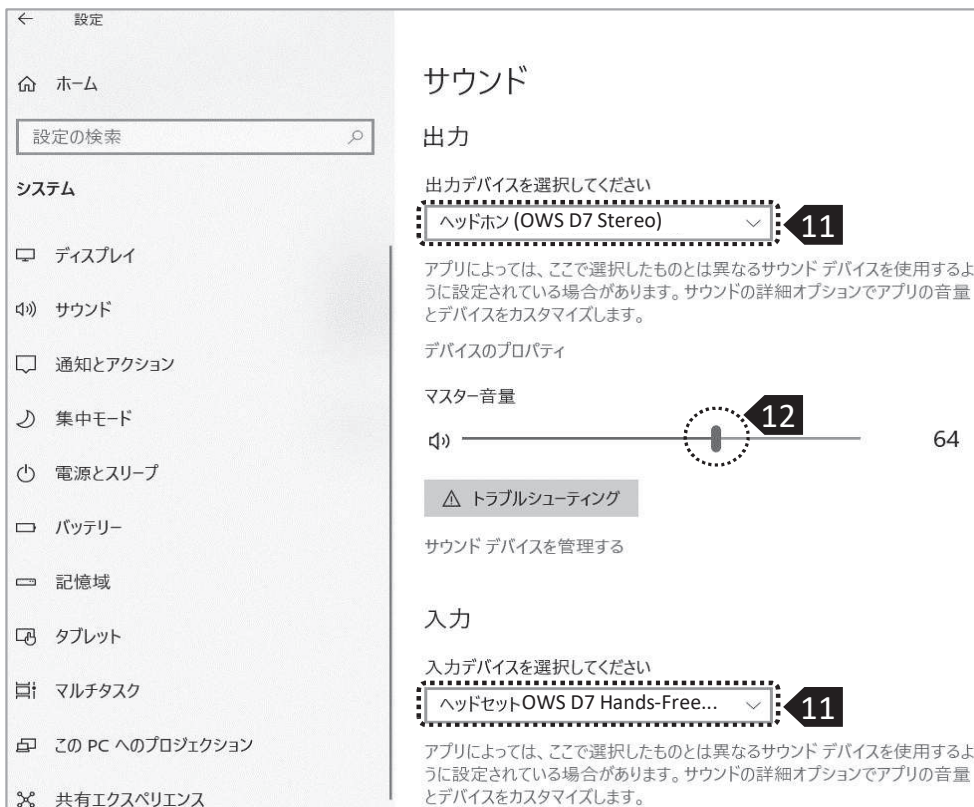 設定
ホーム
設定の検索
システム
ディスプレイ
サウンド
通知とアクション
集中モード
電源とスリープ
バッテリー
記憶域
タブレット
マルチタスク
この PC へのプロジェクション
共有エクスペリエンス
サウンド
出力
出力デバイスを選択してください
ヘッドホン (OWS D7 Stereo)
11
アプリによっては、ここで選択したものとは異なるサウンド デバイスを使用するよ
うに設定されている場合があります。サウンドの詳細オプションでアプリの音量
とデバイスをカスタマイズします。
デバイスのプロパティ
マスター音量
12
64
トラブルシューティング
サウンド デバイスを管理する
入力
入力デバイスを選択してください
ヘッドセットOWS D7 Hands-Free...
11
アプリによっては、ここで選択したものとは異なるサウンド デバイスを使用するよ
うに設定されている場合があります。サウンドの詳細オプションでアプリの音量
とデバイスをカスタマイズします。